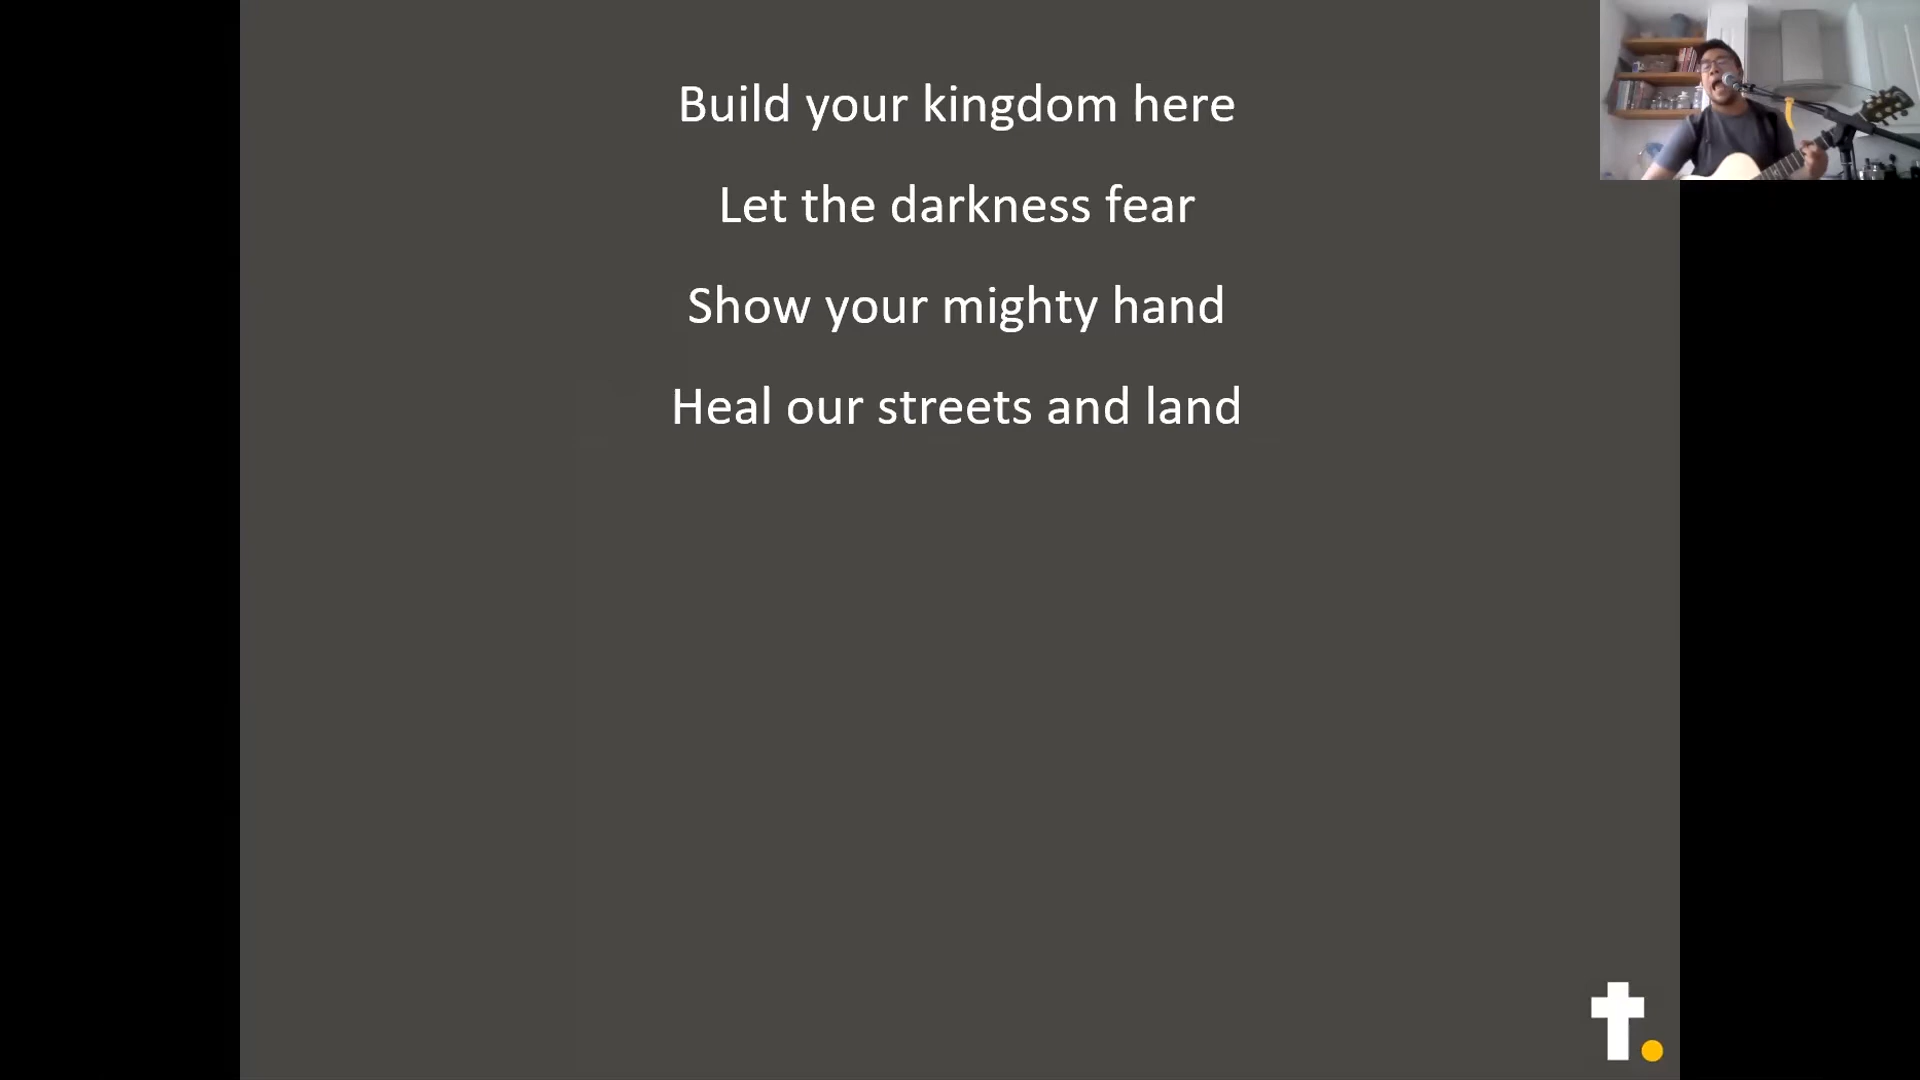 Build your kingdom here
Let the darkness fear
Show your mighty hand
Heal our streets and land